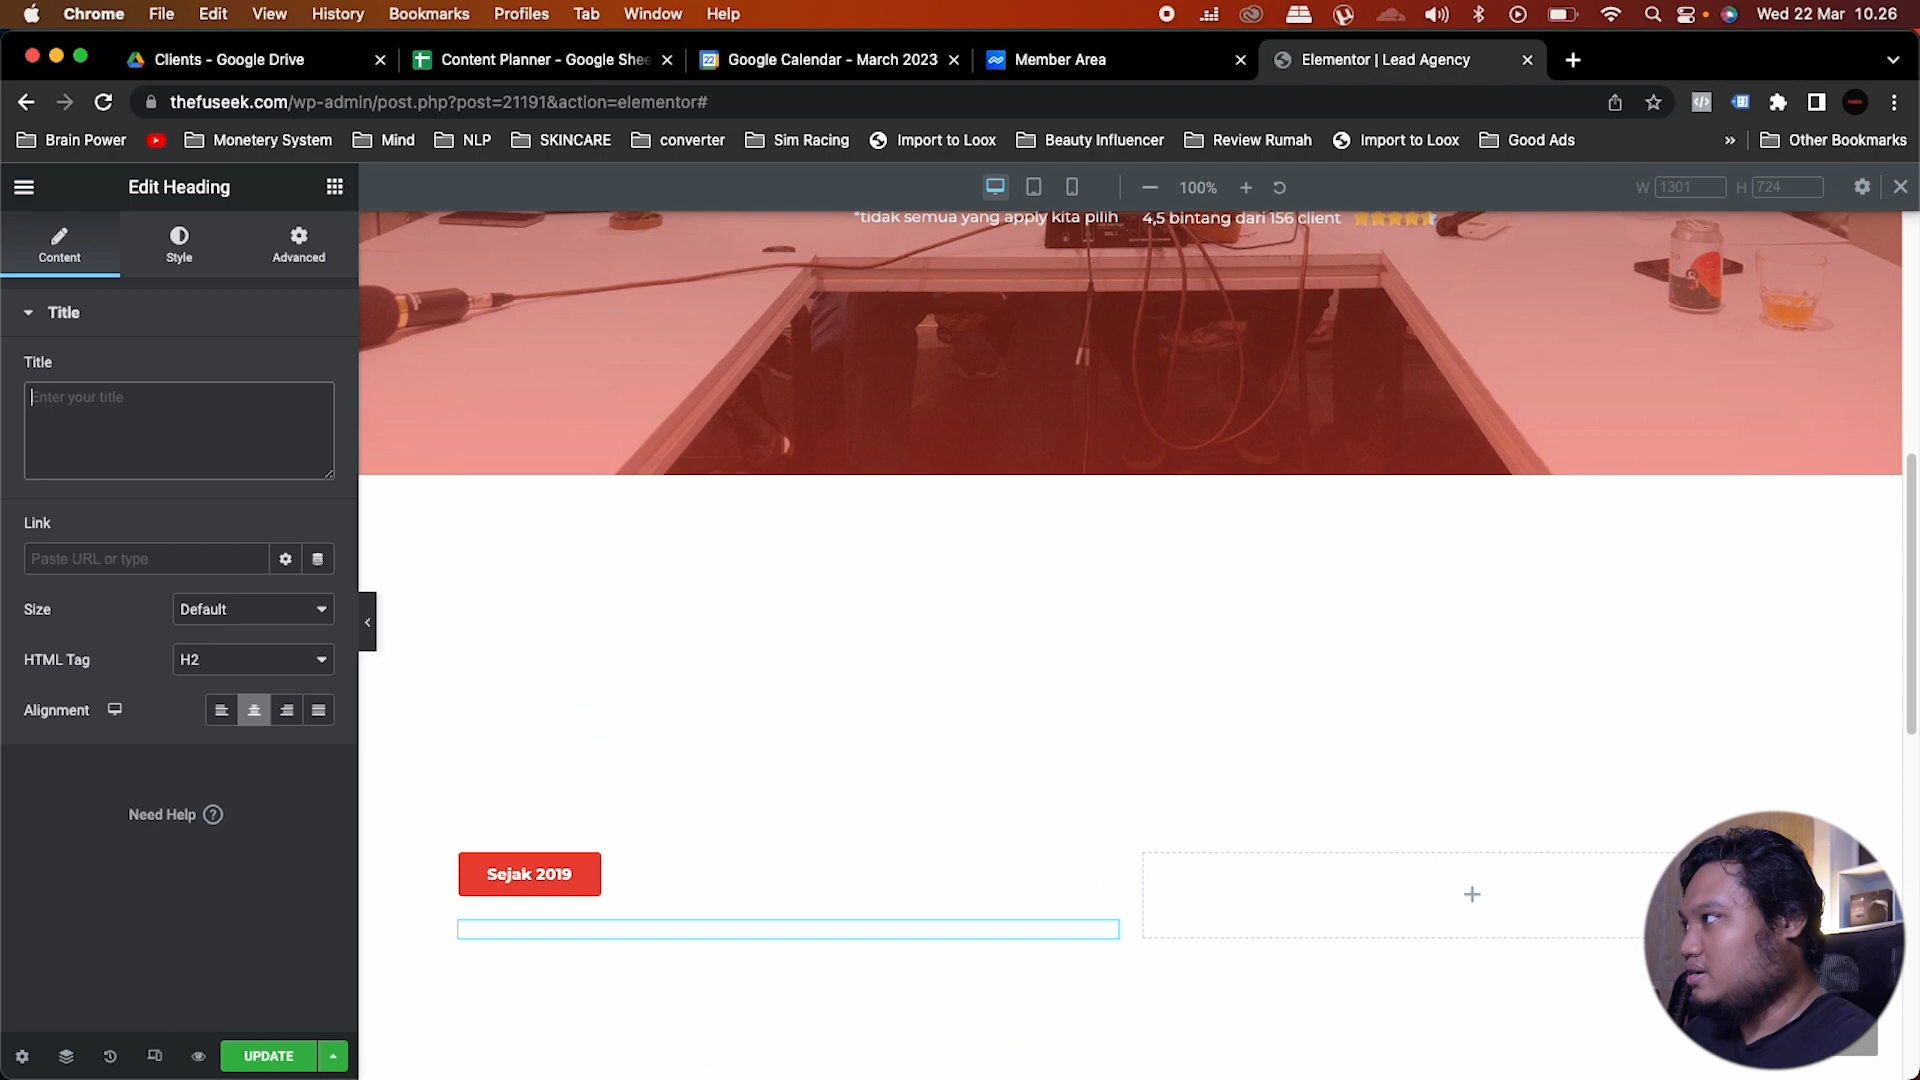 Chrome File Edit View History Bookmarks Profiles Tab Window Help Wed 22 Mar 10.26
Clients - Google Drive Content Planner - Google Shee Google Calendar - March 2023 Member Area Elementor | Lead Agency
thefuseek.com/wp-admin/post.php?post=21191&action=elementor#
Brain Power Monetery System Mind NLP SKINCARE converter Sim Racing Import to Loox Beauty Influencer Review Rumah Import to Loox Good Ads » Other Bookmarks
Edit Heading 100% W 1301 H 724
*tidak semua yang apply kita pilih 4,5 bintang dari 156 client
Content Style Advanced
Title
Title
Enter your title
Link
Paste URL or type
Size Default
HTML Tag H2
Alignment
Need Help ?
Sejak 2019
UPDATE